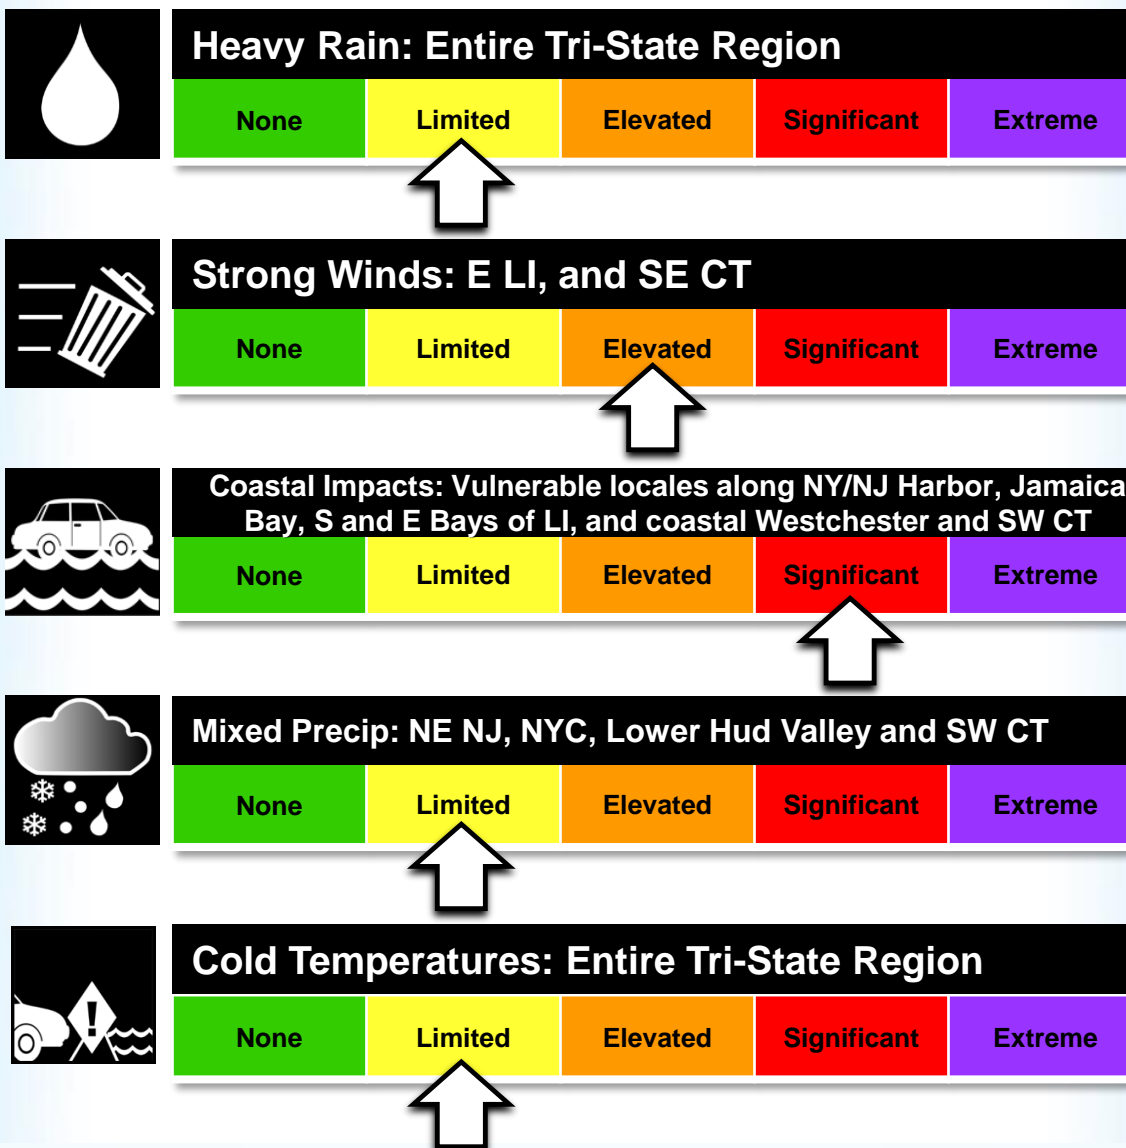 Heavy Rain: Entire Tri-State Region
None Limited Elevated Significant Extreme
Strong Winds: E LI, and SE CT
None Limited Elevated Significant Extreme
Coastal Impacts: Vulnerable locales along NY/NJ Harbor, Jamaica
Bay, S and E Bays of LI, and coastal Westchester and SW CT
None Limited Elevated Significant Extreme
Mixed Precip: NE NJ, NYC, Lower Hud Valley and SW CT
None Limited Elevated Significant Extreme
!
Cold Temperatures: Entire Tri-State Region
None Limited Elevated Significant Extreme